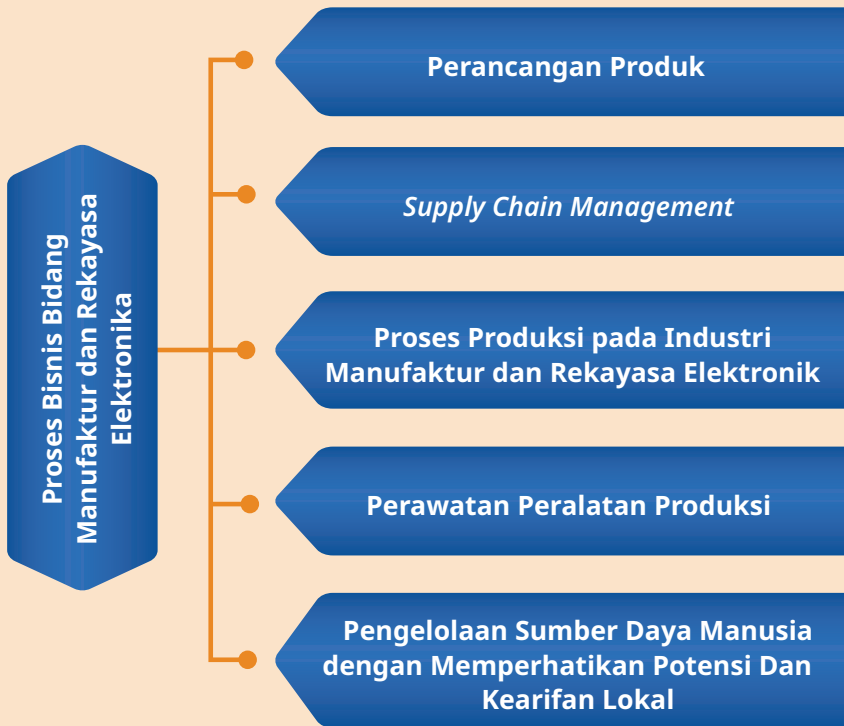 Proses Bisnis Bidang
Manufaktur dan Rekayasa
Elektronika
Perancangan Produk
Supply Chain Management
Proses Produksi pada Industri
Manufaktur dan Rekayasa Elektronik
Perawatan Peralatan Produksi
Pengelolaan Sumber Daya Manusia
dengan Memperhatikan Potensi Dan
Kearifan Lokal